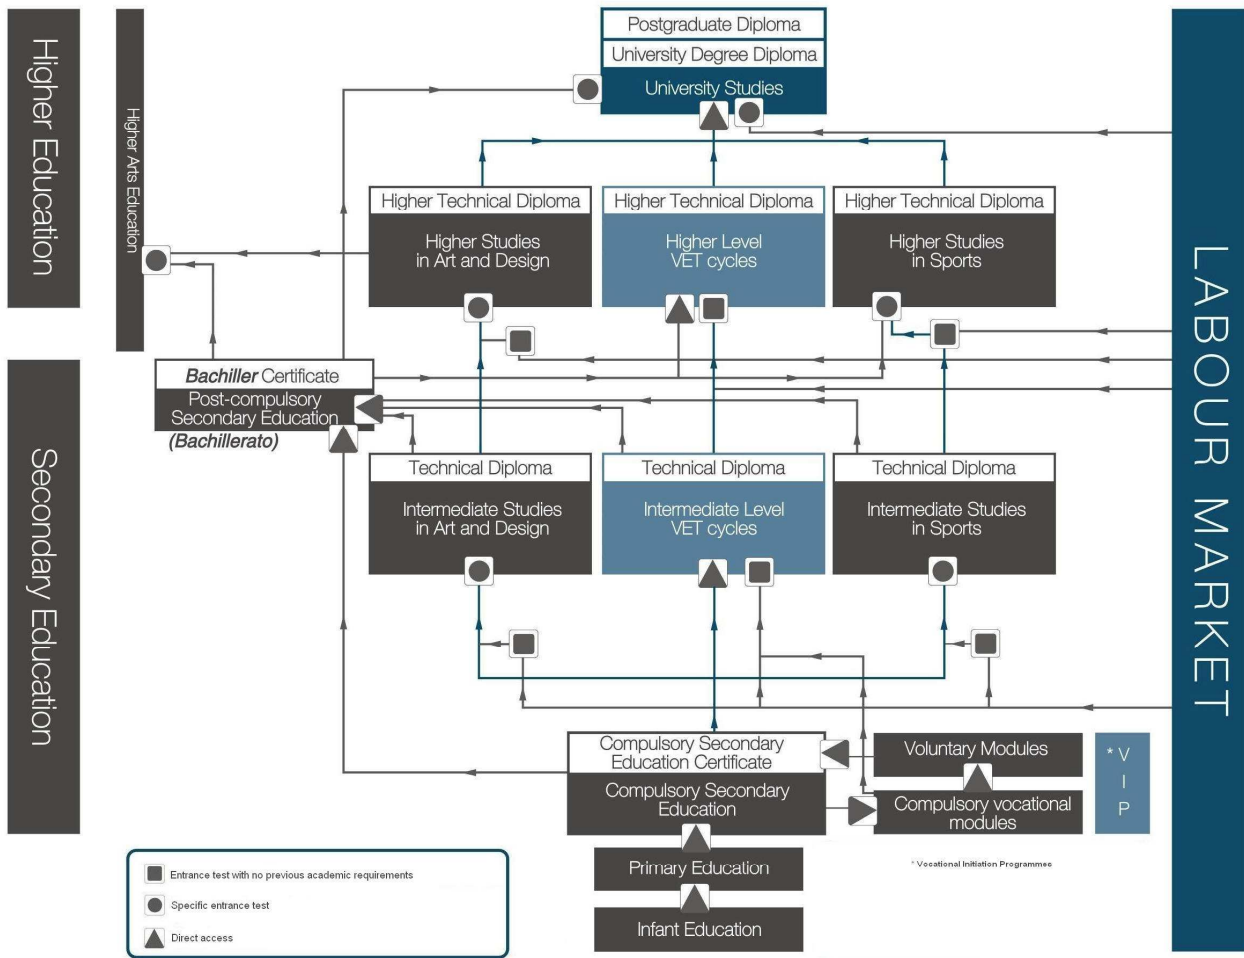 Higher Education
Higher Arts Education
Postgraduate Diploma
University Degree Diploma
University Studies
Higher Technical Diploma
Higher Studies
in Art and Design
Higher Technical Diploma
Higher Level
VET cycles
Higher Technical Diploma
Higher Studies
in Sports
LABOUR MARKET
Secondary Education
Bachiller Certificate
Post-compulsory
Secondary Education
(Bachillerato)
Technical Diploma
Intermediate Studies
in Art and Design
Technical Diploma
Intermediate Level
VET cycles
Technical Diploma
Intermediate Studies
in Sports
Compulsory Secondary
Education Certificate
Compulsory Secondary
Education
Voluntary Modules
Compulsory vocational
modules
* V
I
P
Primary Education
Infant Education
* Vocational Initiation Programmes
Entrance test with no previous academic requirements
Specific entrance test
Direct access